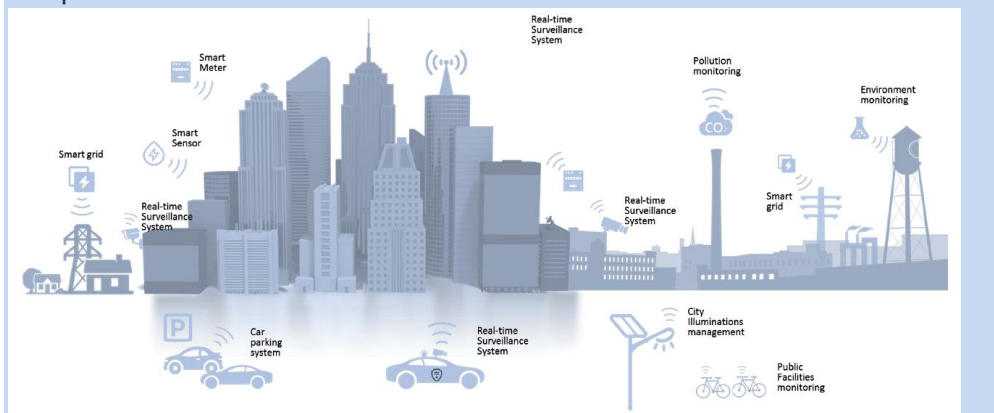 Real-time
Surveillance
System
Smart
Meter
Pollution
monitoring
Environment
monitoring
Smart
Sensor
Smart grid
CO₂
Real-time
Surveillance
System
Real-time
Surveillance
System
Smart
grid
P
Car
parking
system
Real-time
Surveillance
System
City
Illuminations
management
Public
Facilities
monitoring